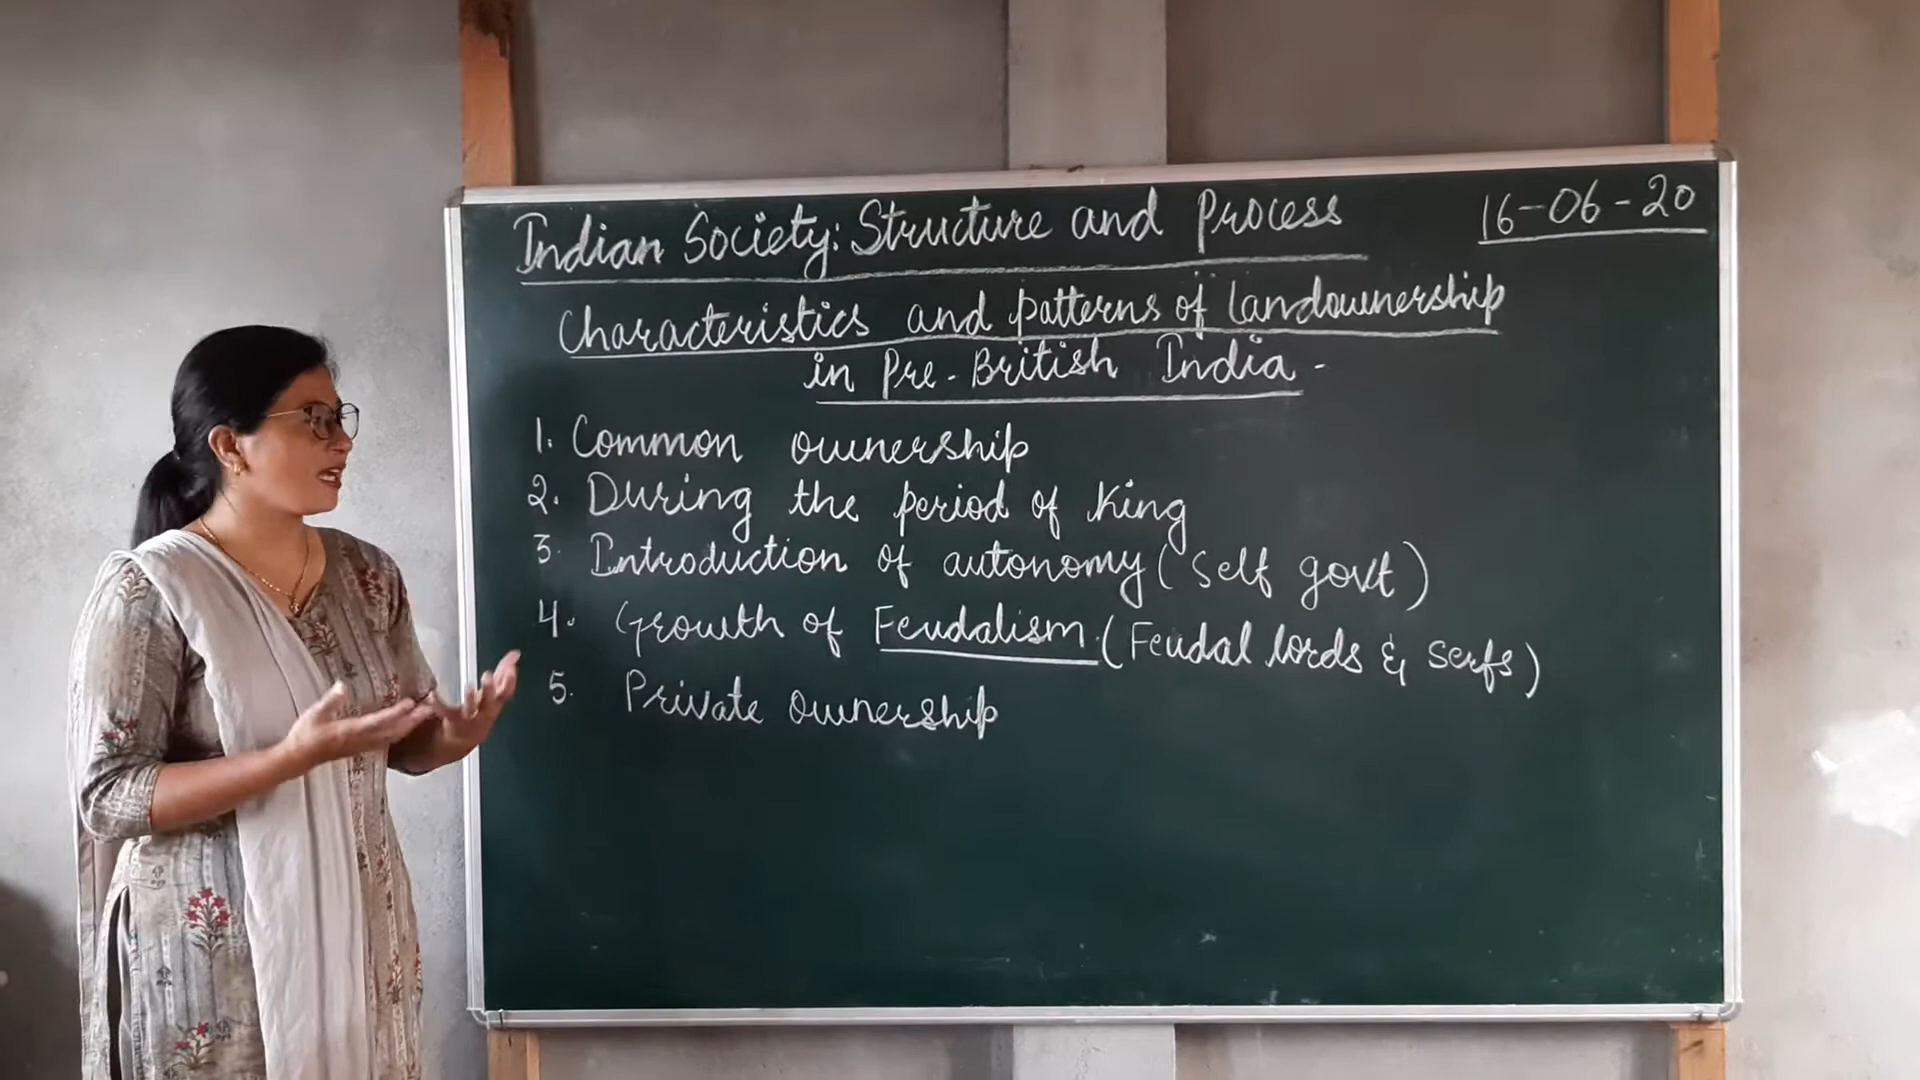 Indian Society: Structure and Process
16-06-20
Characteristics and patterns of landownership
in Pre-British India -
1. Common ownership
2. During the period of King
3. Introduction of autonomy (Self govt)
4. Growth of Feudalism (Feudal lords & serfs)
5. Private ownership